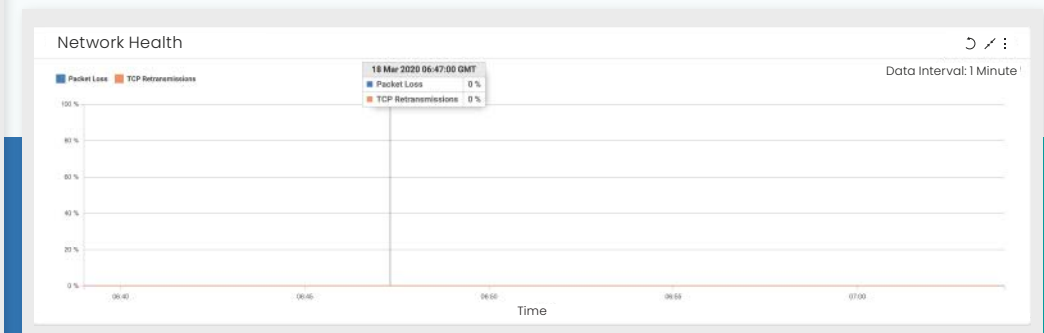 Network Health
Packet Loss TCP Retransmissions
18 Mar 2020 06:47:00 GMT
Packet Loss 0 %
TCP Retransmissions 0 %
Data Interval: 1 Minute
100 %
80 %
60 %
40 %
20 %
0 %
06:40 06:45 06:50 06:55 07:00
Time